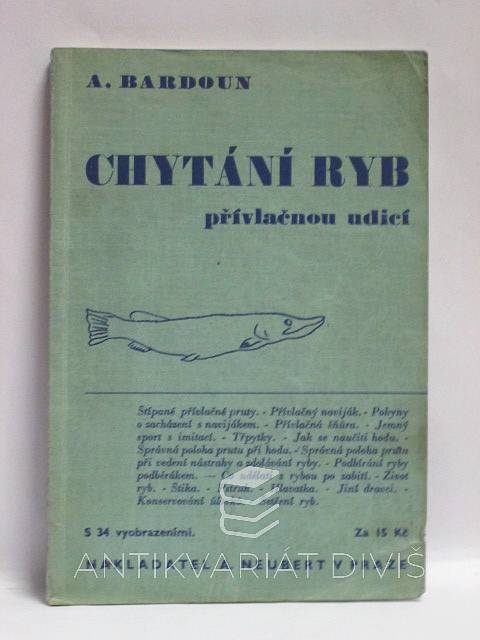 A. BARDOUN
CHYTÁNÍ RYB
přívlačnou udicí
Štípané přívlačné pruty. - Přívlačný naviják. - Pokyny
o zacházení s navijákem. - Přívlačná šňůra. - Jemný
sport s imitací. - Třpytky. - Jak se naučiti hodu. -
Správná poloha prutu při hodu. - Správná poloha prutu
při vedení nástrahy a zdolávání ryby. - Podbírání ryby
podběrákem. — Co udělati s rybou po zabití. - Život
ryb. - Štika. - Pstruh. - Hlavatka. - Jiní dravci. -
Konservování ryb.
S 34 vyobrazeními. Za 15 Kč
ANTIKVARIÁT DIVIŠ
NAKLADATEL A. NEUBERT V PRAZE